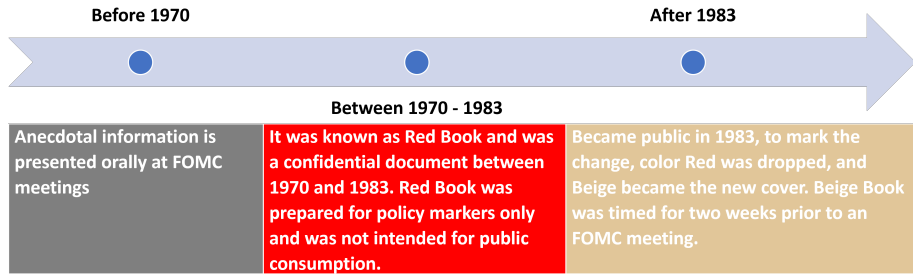 Before 1970
After 1983
Between 1970 - 1983
Anecdotal information is
presented orally at FOMC
meetings
It was known as Red Book and was
a confidential document between
1970 and 1983. Red Book was
prepared for policy markers only
and was not intended for public
consumption.
Became public in 1983, to mark the
change, color Red was dropped, and
Beige became the new cover. Beige Book
was timed for two weeks prior to an
FOMC meeting.